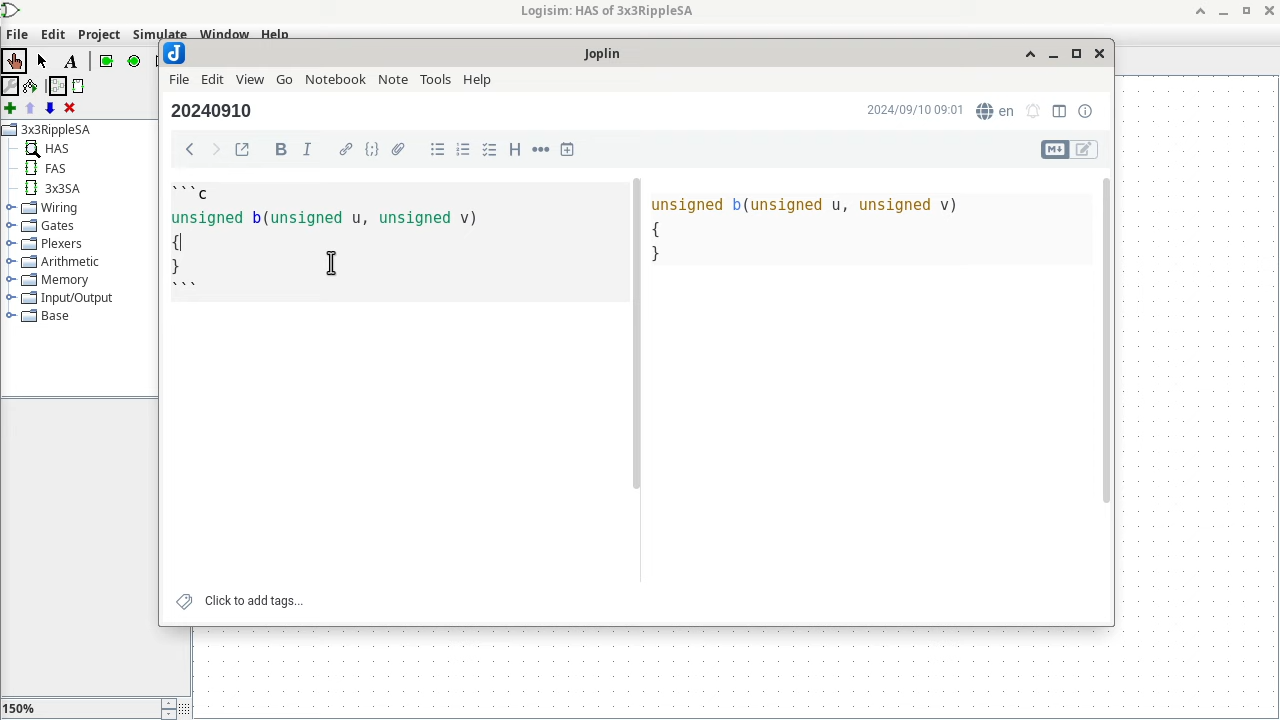 Logisim: HAS of 3x3RippleSA
File Edit Project Simulate Window Help
A
3x3RippleSA
HAS
FAS
3x3SA
Wiring
Gates
Plexers
Arithmetic
Memory
Input/Output
Base
150%
Joplin
File Edit View Go Notebook Note Tools Help
20240910
2024/09/10 09:01 en
B I H M
```c
unsigned b(unsigned u, unsigned v)
{
}
```
unsigned b(unsigned u, unsigned v)
{
}
Click to add tags...